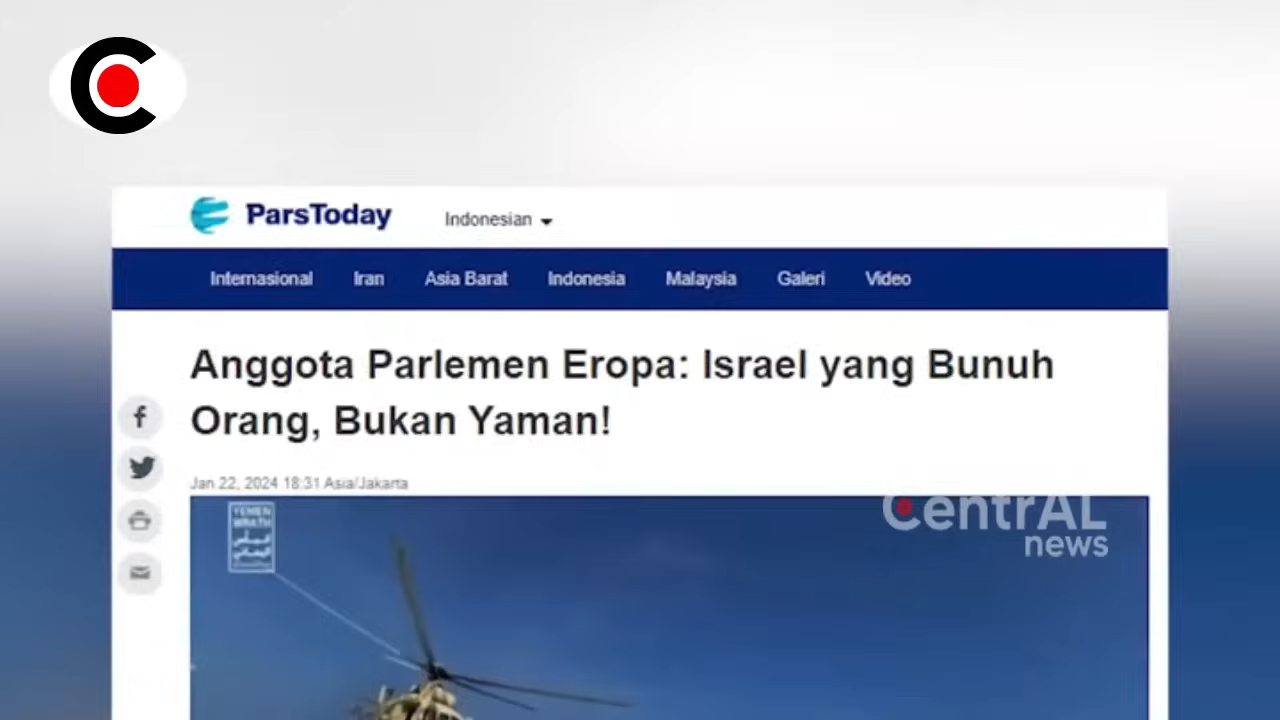 ParsToday
Indonesian
Internasional Iran Asia Barat Indonesia Malaysia Galeri Video
Anggota Parlemen Eropa: Israel yang Bunuh
Orang, Bukan Yaman!
Jan 22, 2024 18:31 Asia/Jakarta
YEMEN
WRATH
CentrAL
news